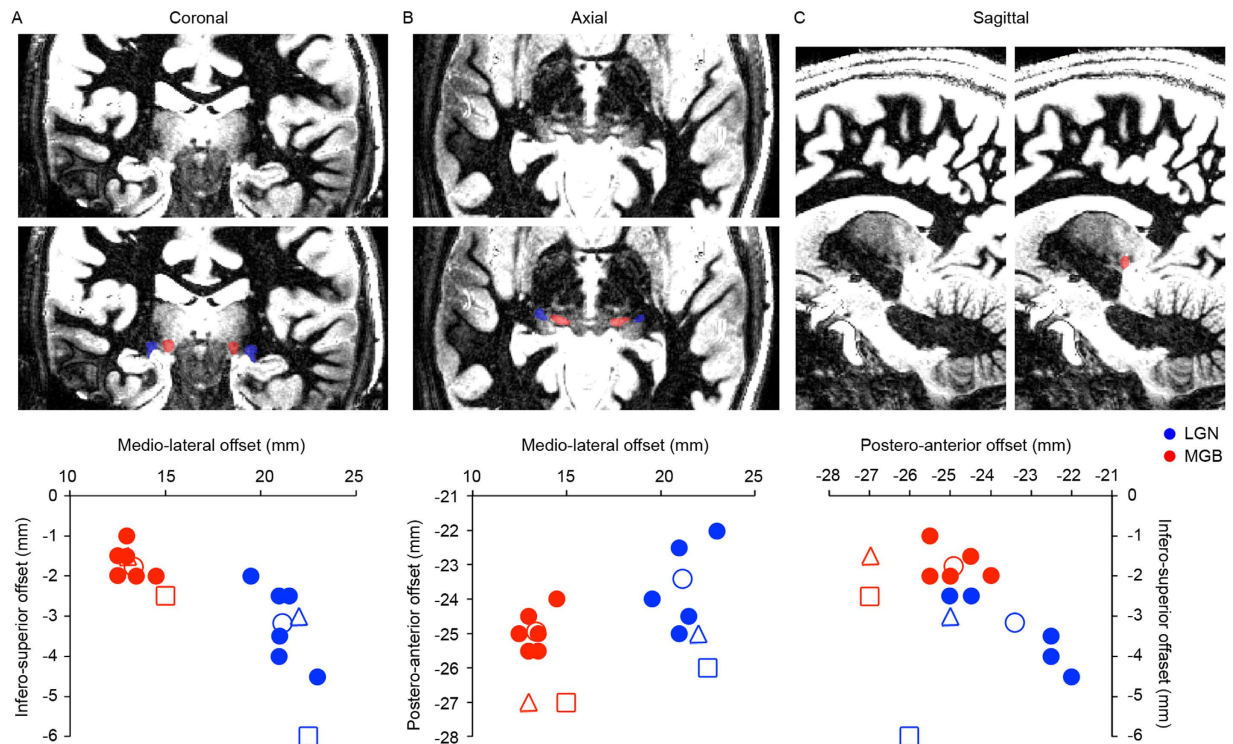 A Coronal B Axial C Sagittal
Medio-lateral offset (mm) Medio-lateral offset (mm) Postero-anterior offset (mm)
LGN
MGB
10 15 20 25 10 15 20 25 -28 -27 -26 -25 -24 -23 -22 -21
Infero-superior offset (mm)
0
-1
-2
-3
-4
-5
-6
Postero-anterior offset (mm)
-21
-22
-23
-24
-25
-26
-27
-28
0
-1
-2
-3
-4
-5
-6
Infero-superior offaset (mm)